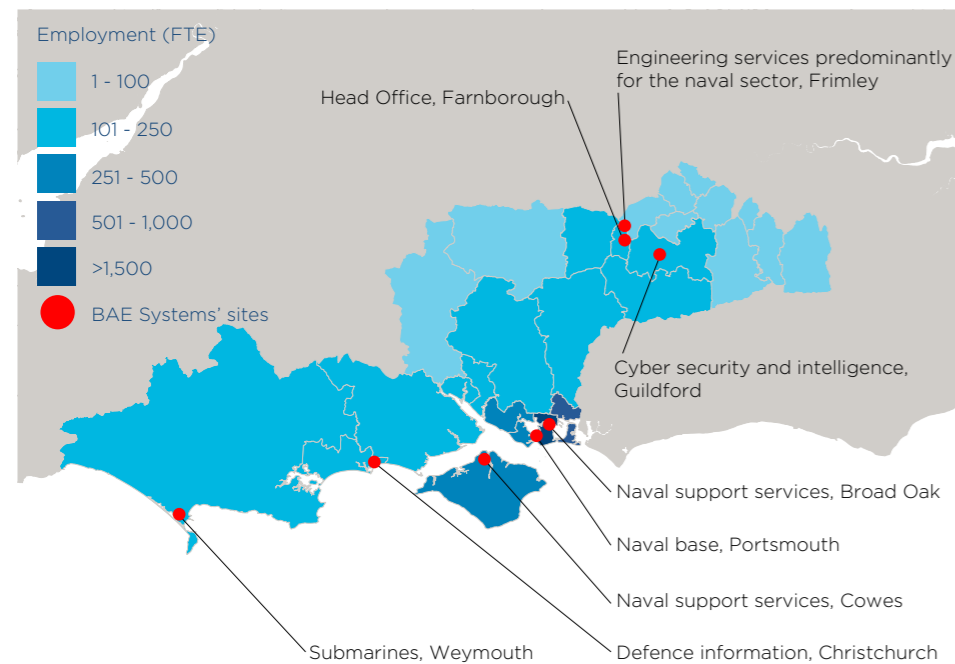 Employment (FTE)
1 - 100
101 - 250
251 - 500
501 - 1,000
>1,500
BAE Systems’ sites
Engineering services predominantly
for the naval sector, Frimley
Head Office, Farnborough
Cyber security and intelligence,
Guildford
Naval support services, Broad Oak
Naval base, Portsmouth
Naval support services, Cowes
Submarines, Weymouth
Defence information, Christchurch